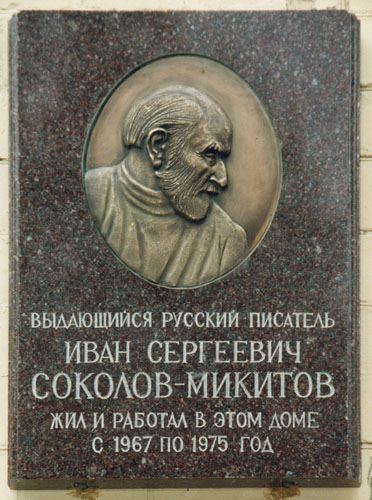 ВЫДАЮЩИЙСЯ РУССКИЙ ПИСАТЕЛЬ
ИВАН СЕРГЕЕВИЧ
СОКОЛОВ-МИКИТОВ
ЖИЛ И РАБОТАЛ В ЭТОМ ДОМЕ
С 1967 ПО 1975 ГОД